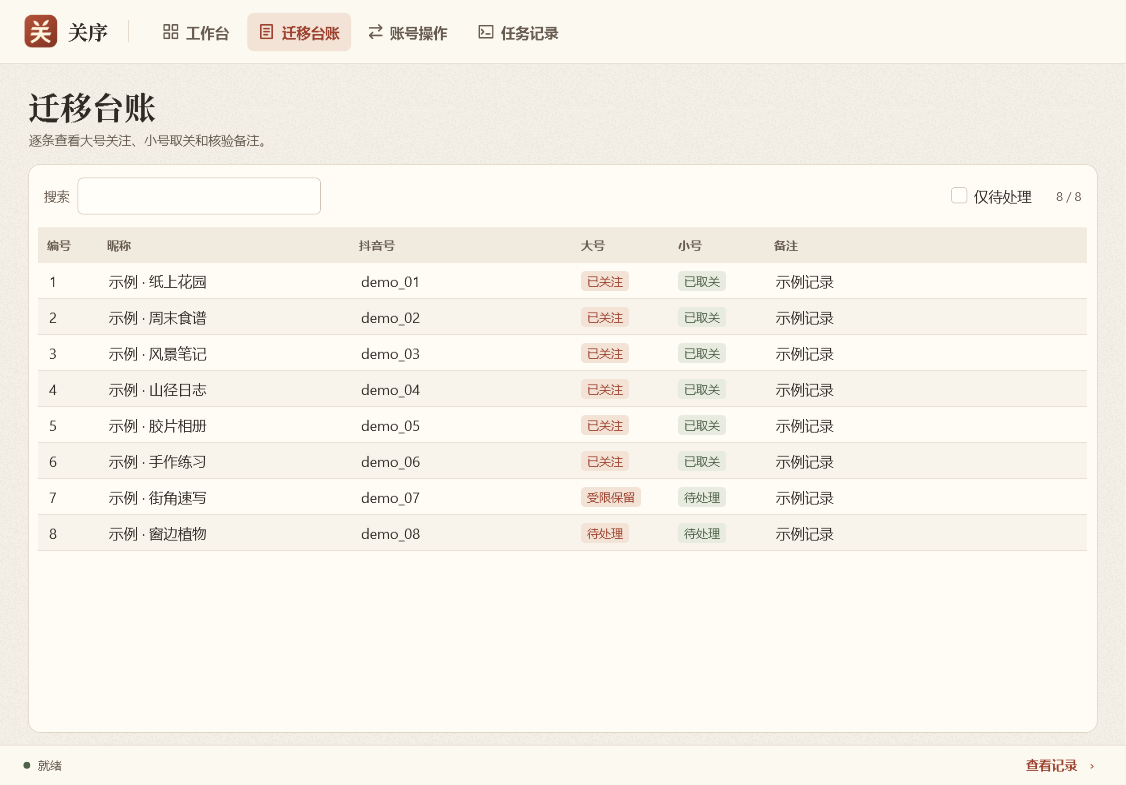 关 关序 工作台 迁移台账 账号操作 任务记录
迁移台账
逐条查看大号关注、小号取关和核验备注。
搜索 仅待处理 8 / 8
编号 昵称 抖音号 大号 小号 备注
1 示例 · 纸上花园 demo_01 已关注 已取关 示例记录
2 示例 · 周末食谱 demo_02 已关注 已取关 示例记录
3 示例 · 风景笔记 demo_03 已关注 已取关 示例记录
4 示例 · 山径日志 demo_04 已关注 已取关 示例记录
5 示例 · 胶片相册 demo_05 已关注 已取关 示例记录
6 示例 · 手作练习 demo_06 已关注 已取关 示例记录
7 示例 · 街角速写 demo_07 受限保留 待处理 示例记录
8 示例 · 窗边植物 demo_08 待处理 待处理 示例记录
就绪 查看记录 ›